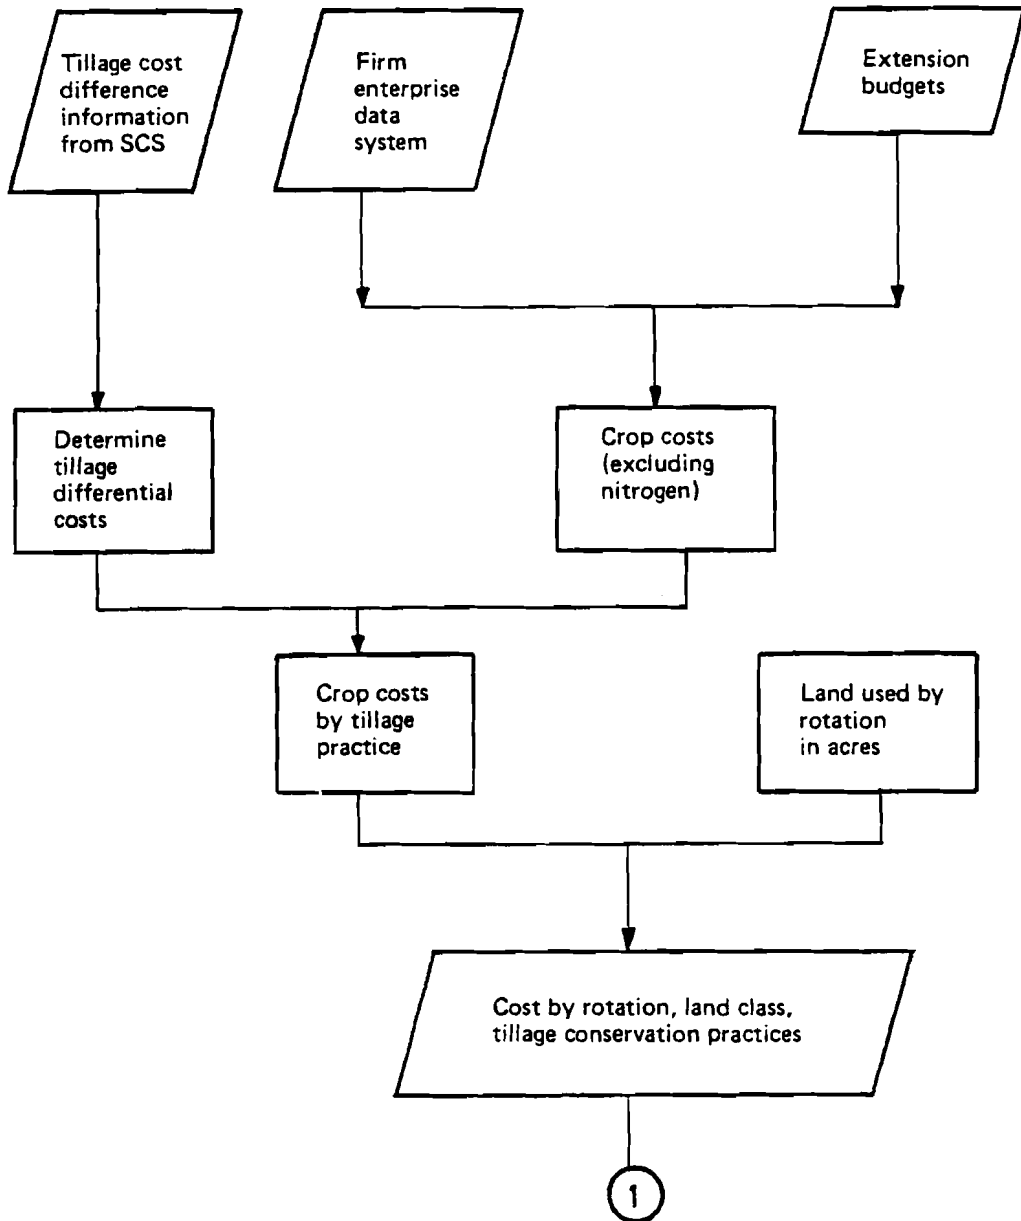 Tillage cost
difference
information
from SCS
Firm
enterprise
data
system
Extension
budgets
Determine
tillage
differential
costs
Crop costs
(excluding
nitrogen)
Crop costs
by tillage
practice
Land used by
rotation
in acres
Cost by rotation, land class,
tillage conservation practices
1